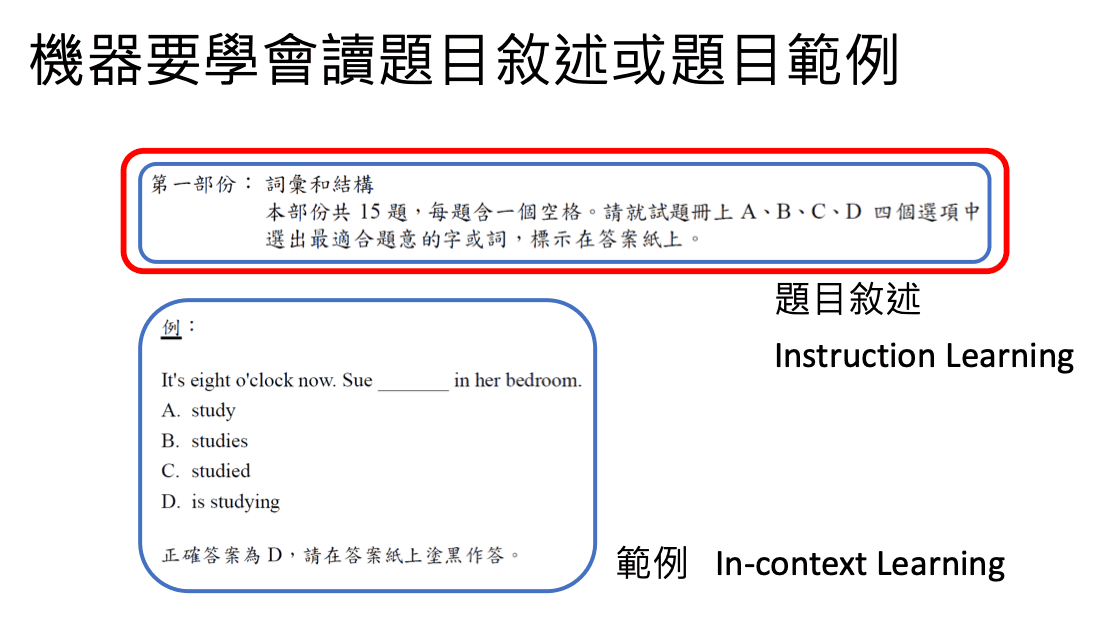 機器要學會讀題目敘述或題目範例
第一部份： 詞彙和結構
本部份共 15 題，每題含一個空格。請就試題冊上 A、B、C、D 四個選項中
選出最適合題意的字或詞，標示在答案紙上。
題目敘述
Instruction Learning
例：
It's eight o'clock now. Sue _______ in her bedroom.
A. study
B. studies
C. studied
D. is studying
正確答案為 D，請在答案紙上塗黑作答。
範例 In-context Learning